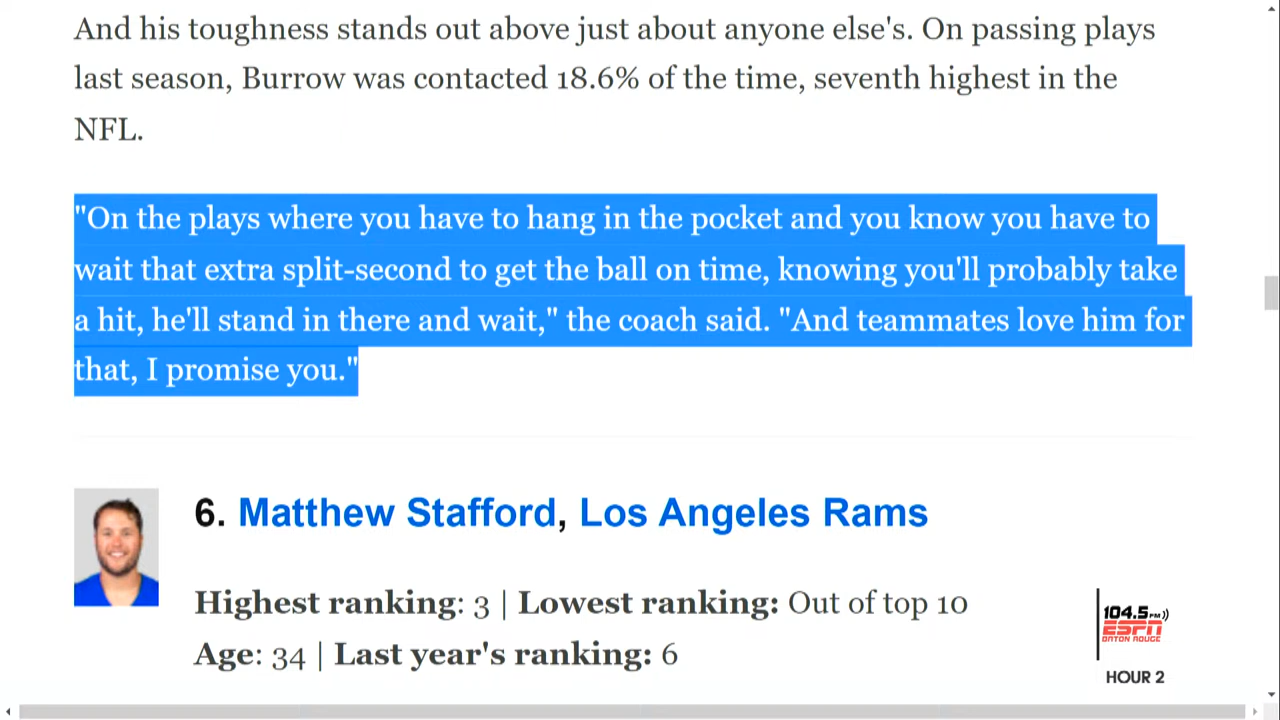 And his toughness stands out above just about anyone else's. On passing plays
last season, Burrow was contacted 18.6% of the time, seventh highest in the
NFL.
"On the plays where you have to hang in the pocket and you know you have to
wait that extra split-second to get the ball on time, knowing you'll probably take
a hit, he'll stand in there and wait," the coach said. "And teammates love him for
that, I promise you."
6. Matthew Stafford, Los Angeles Rams
Highest ranking: 3 | Lowest ranking: Out of top 10
Age: 34 | Last year's ranking: 6
104.5 FM
ESPN
BATON ROUGE
HOUR 2